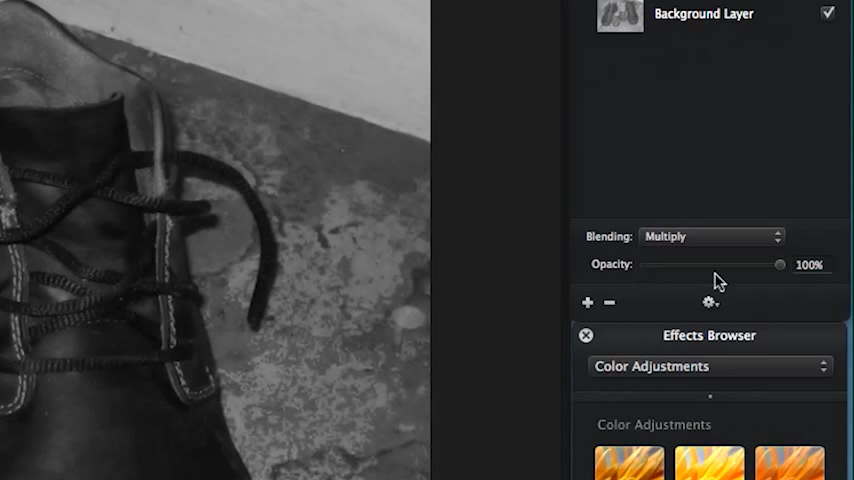 Background Layer
Blending: Multiply
Opacity: 100%
Effects Browser
Color Adjustments
Color Adjustments